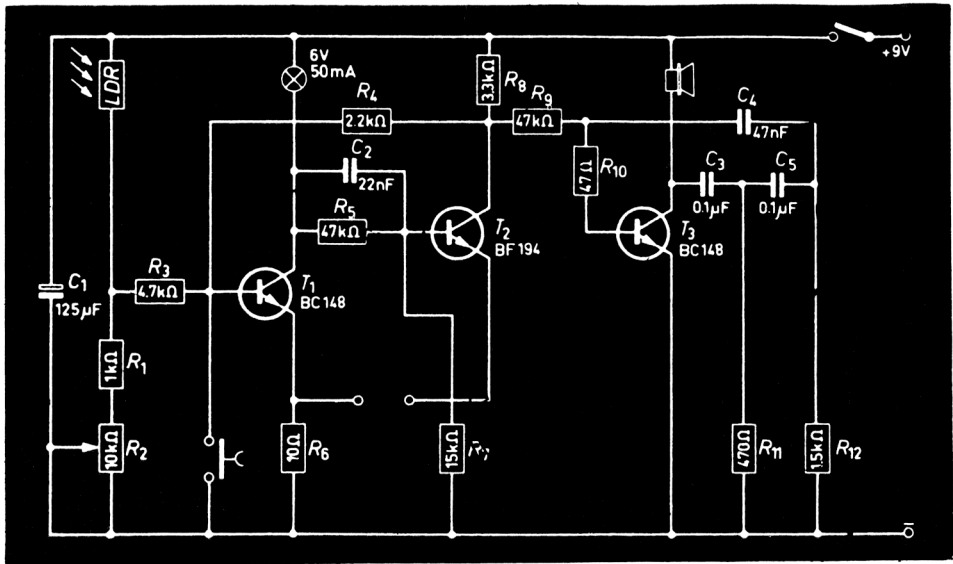 LDR
6V
50mA
R4
2.2kΩ
C2
22nF
R5
47kΩ
R8
3.3kΩ
R9
47kΩ
R10
47Ω
C4
47nF
C3
0.1µF
C5
0.1µF
+9V
T1
BC148
T2
BF194
T3
BC148
C1
125µF
R3
4.7kΩ
R1
1kΩ
R2
10kΩ
R6
10Ω
15kΩ
R11
470Ω
R12
1.5kΩ